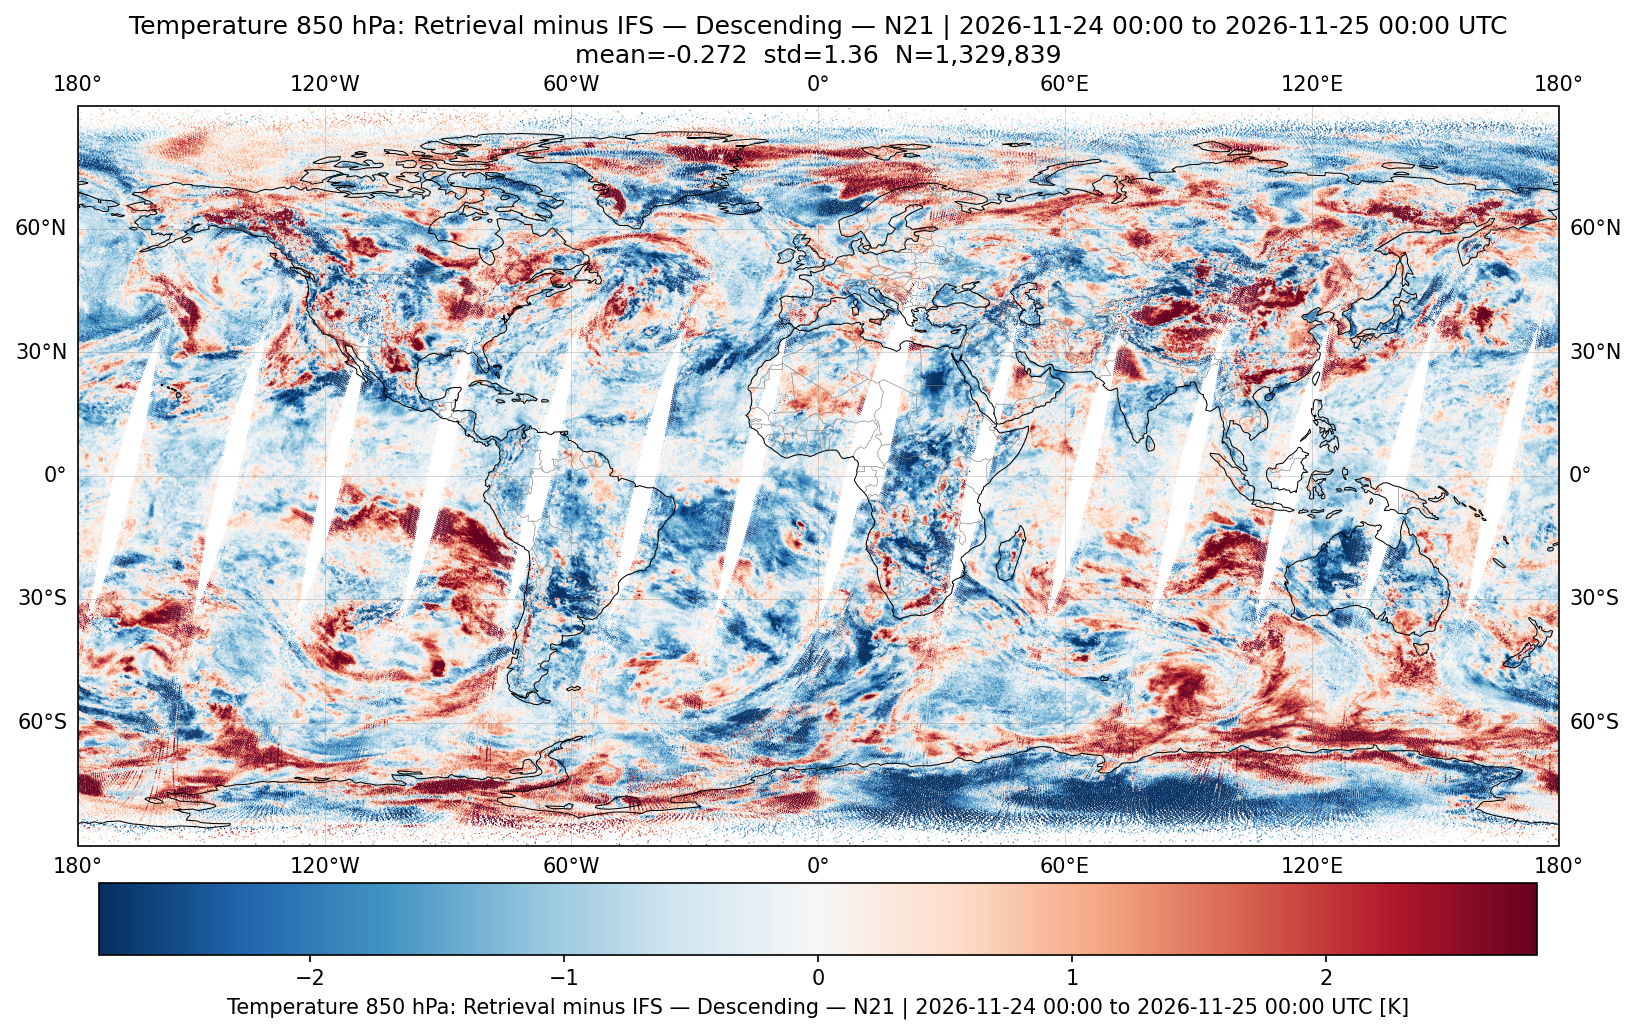 Temperature 850 hPa: Retrieval minus IFS — Descending — N21 | 2026-11-24 00:00 to 2026-11-25 00:00 UTC
mean=-0.272 std=1.36 N=1,329,839
180° 120°W 60°W 0° 60°E 120°E 180°
60°N 60°N
30°N 30°N
0° 0°
30°S 30°S
60°S 60°S
180° 120°W 60°W 0° 60°E 120°E 180°
−2 −1 0 1 2
Temperature 850 hPa: Retrieval minus IFS — Descending — N21 | 2026-11-24 00:00 to 2026-11-25 00:00 UTC [K]